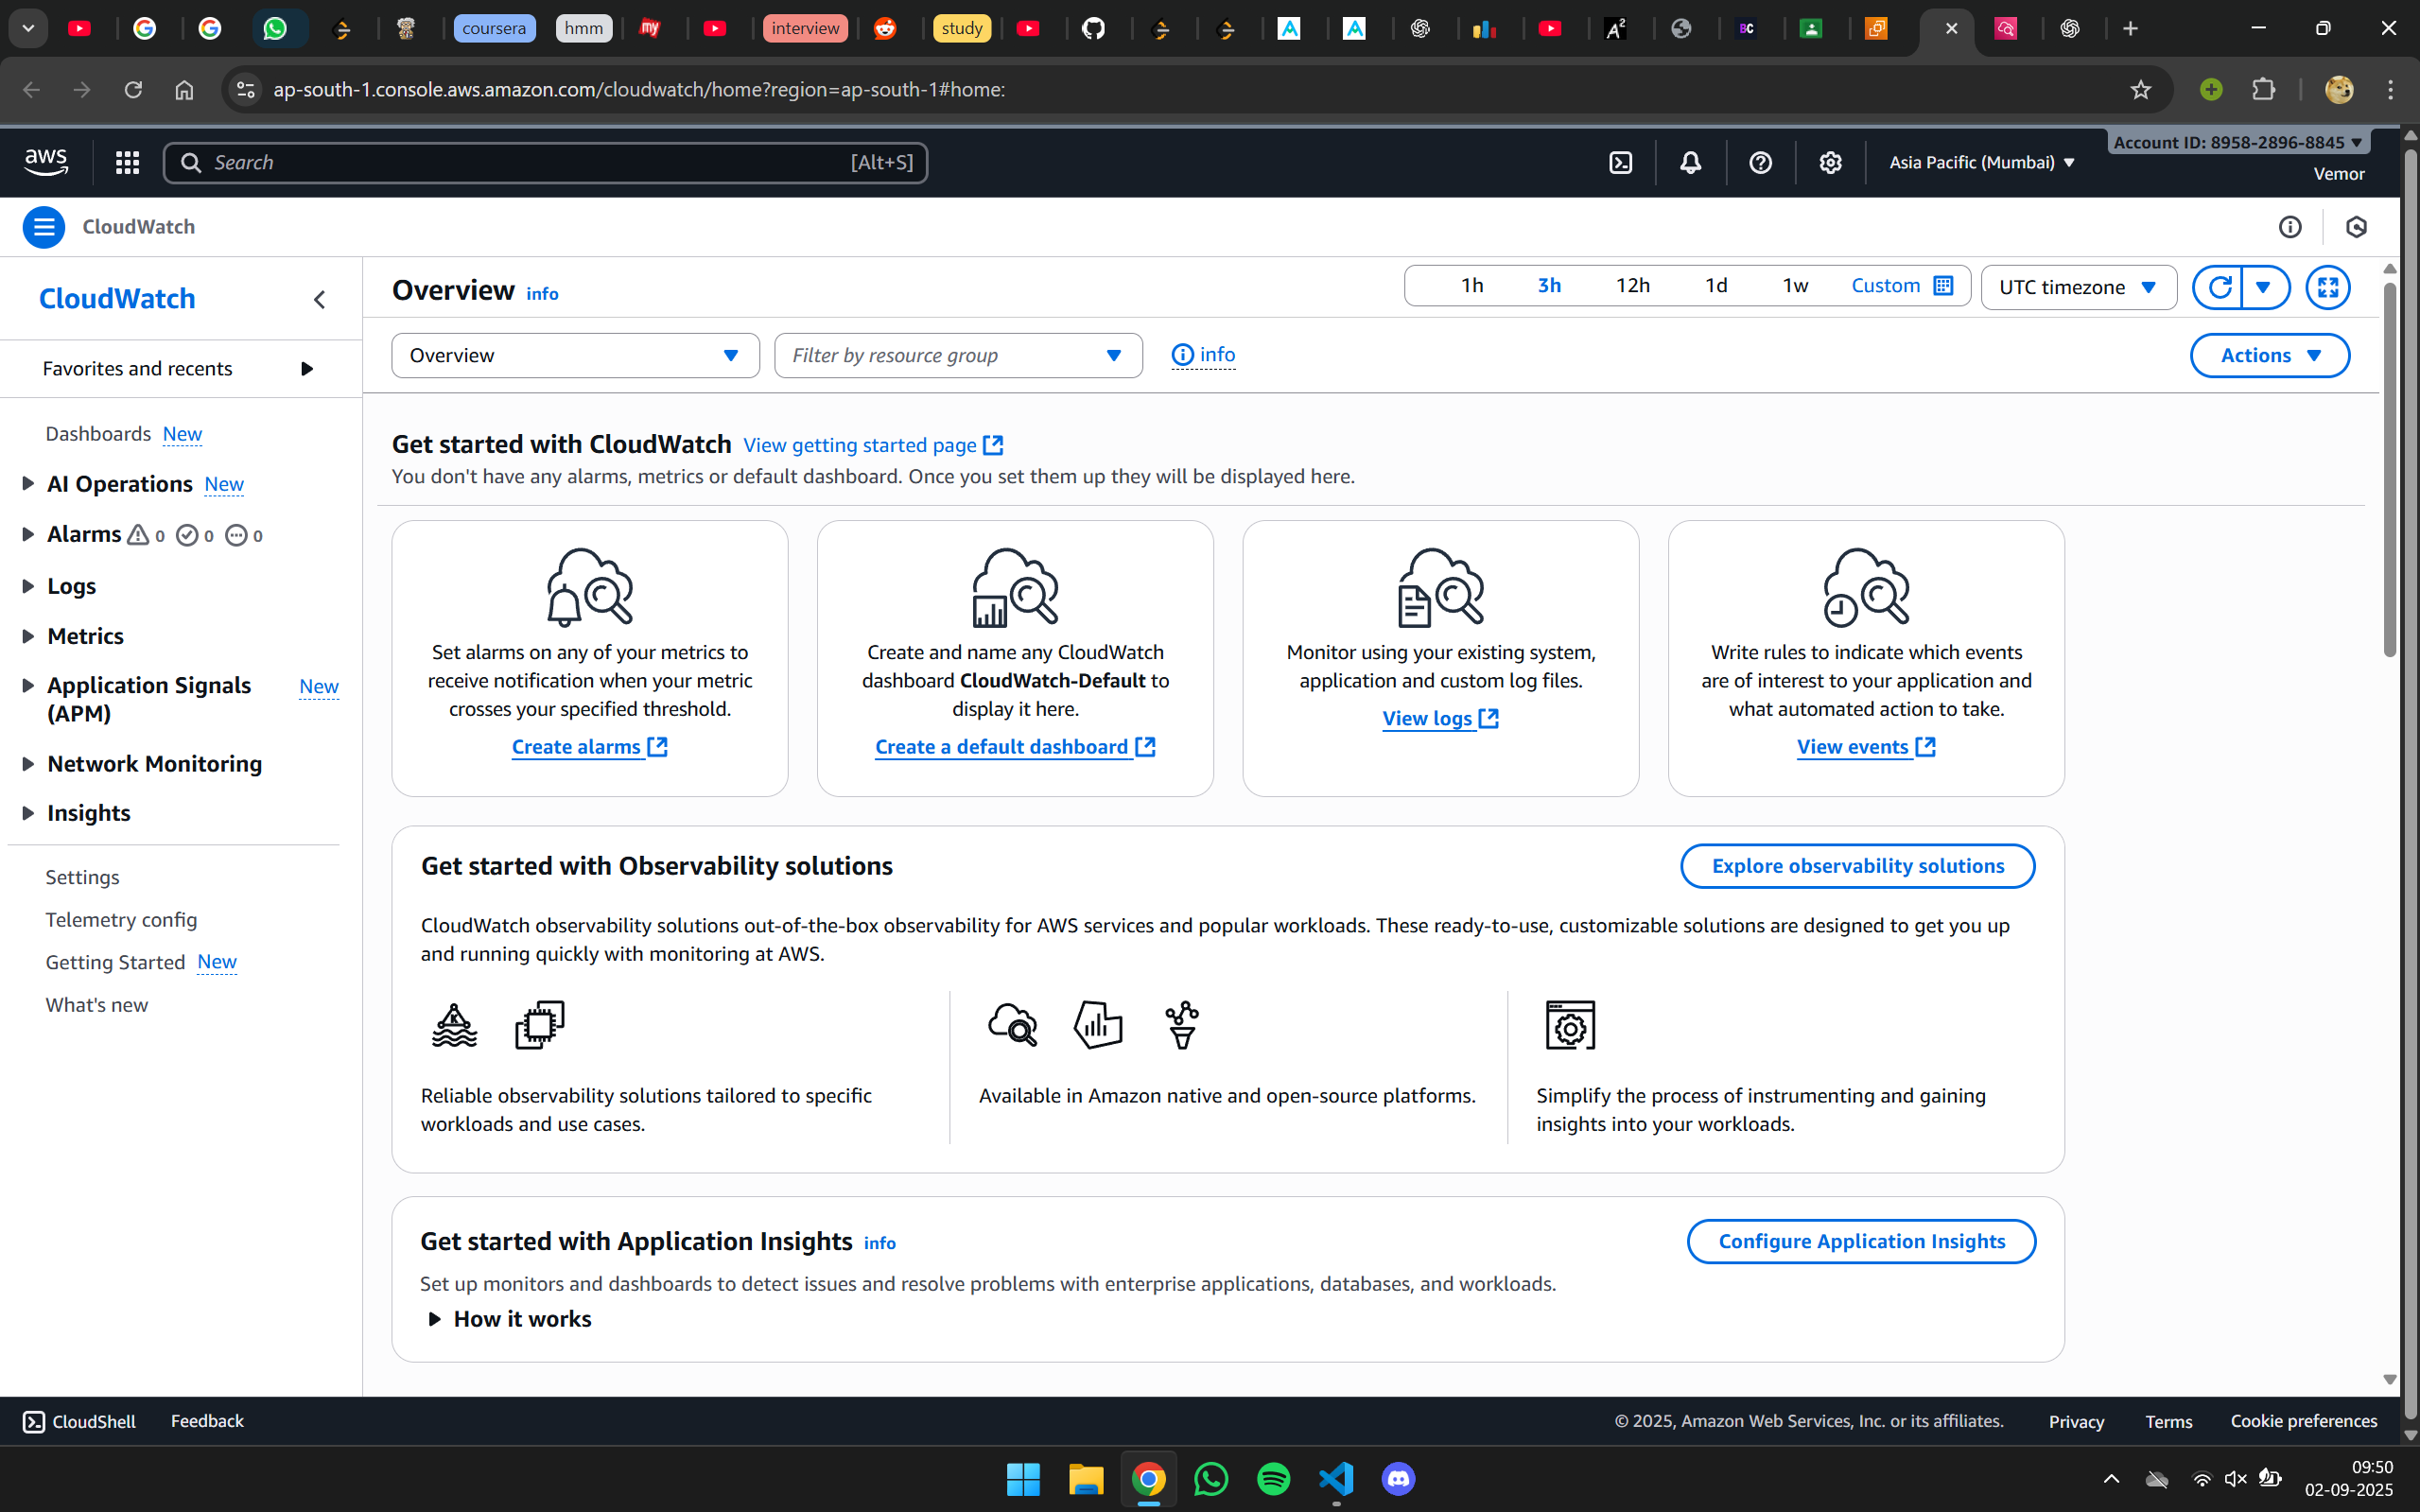 coursera
hmm
my
interview
study
A²
BC
ap-south-1.console.aws.amazon.com/cloudwatch/home?region=ap-south-1#home:
aws
Search
[Alt+S]
Asia Pacific (Mumbai)
Account ID: 8958-2896-8845
Vemor
CloudWatch
CloudWatch
Favorites and recents
Dashboards New
AI Operations New
Alarms 0 0 0
Logs
Metrics
Application Signals New
(APM)
Network Monitoring
Insights
Settings
Telemetry config
Getting Started New
What's new
Overview info
1h 3h 12h 1d 1w Custom
UTC timezone
Overview
Filter by resource group
info
Actions
Get started with CloudWatch View getting started page
You don't have any alarms, metrics or default dashboard. Once you set them up they will be displayed here.
Set alarms on any of your metrics to
receive notification when your metric
crosses your specified threshold.
Create alarms
Create and name any CloudWatch
dashboard CloudWatch-Default to
display it here.
Create a default dashboard
Monitor using your existing system,
application and custom log files.
View logs
Write rules to indicate which events
are of interest to your application and
what automated action to take.
View events
Get started with Observability solutions
Explore observability solutions
CloudWatch observability solutions out-of-the-box observability for AWS services and popular workloads. These ready-to-use, customizable solutions are designed to get you up
and running quickly with monitoring at AWS.
Reliable observability solutions tailored to specific
workloads and use cases.
Available in Amazon native and open-source platforms.
Simplify the process of instrumenting and gaining
insights into your workloads.
Get started with Application Insights info
Configure Application Insights
Set up monitors and dashboards to detect issues and resolve problems with enterprise applications, databases, and workloads.
How it works
CloudShell
Feedback
© 2025, Amazon Web Services, Inc. or its affiliates.
Privacy
Terms
Cookie preferences
09:50
02-09-2025